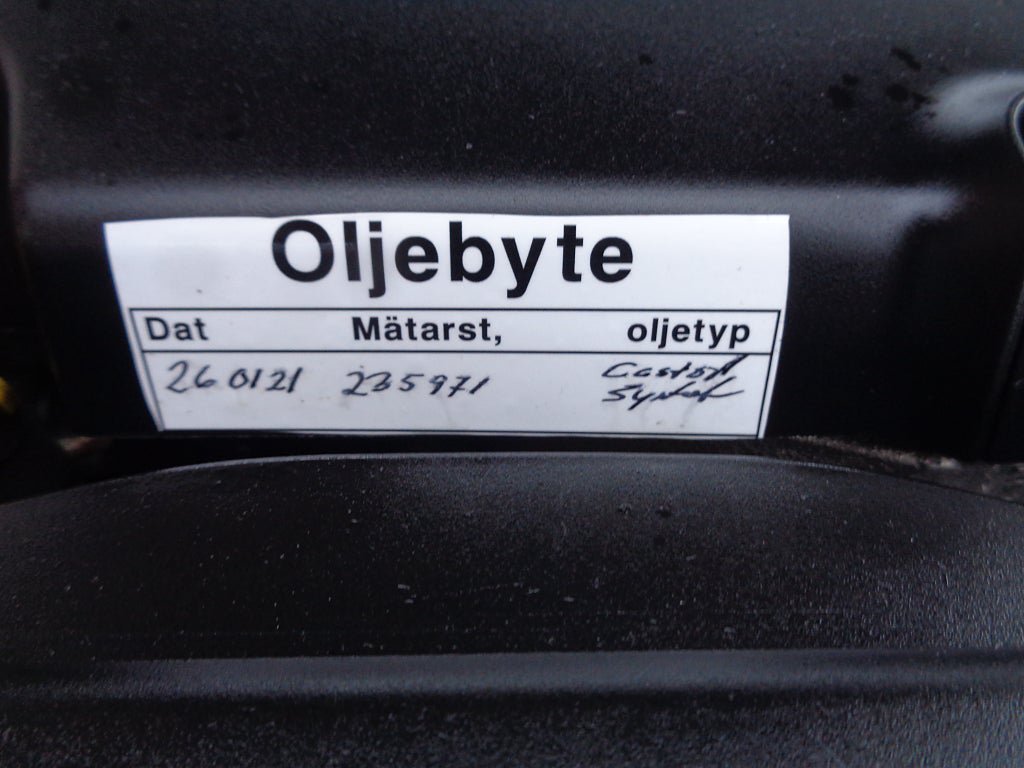 Oljebyte
Dat Mätarst, oljetyp
260121 235971 Castrol
Syntet